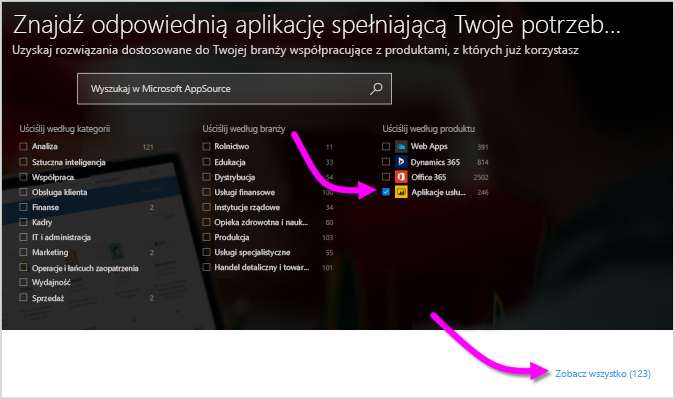 Znajdź odpowiednią aplikację spełniającą Twoje potrzeb...
Uzyskaj rozwiązania dostosowane do Twojej branży współpracujące z produktami, z których już korzystasz
Wyszukaj w Microsoft AppSource
Uściślij według kategorii
Analiza 121
Sztuczna inteligencja
Współpraca
Obsługa klienta
Finanse 2
Kadry
IT i administracja
Marketing 2
Operacje i łańcuch zaopatrzenia
Wydajność
Sprzedaż 2
Uściślij według branży
Rolnictwo 11
Edukacja 33
Dystrybucja 54
Usługi finansowe 100
Instytucje rządowe 34
Opieka zdrowotna i nauk... 80
Produkcja 103
Usługi specjalistyczne 55
Handel detaliczny i towar... 101
Uściślij według produktu
Web Apps 391
Dynamics 365 814
Office 365 2502
Aplikacje usłu... 246
Zobacz wszystko (123)